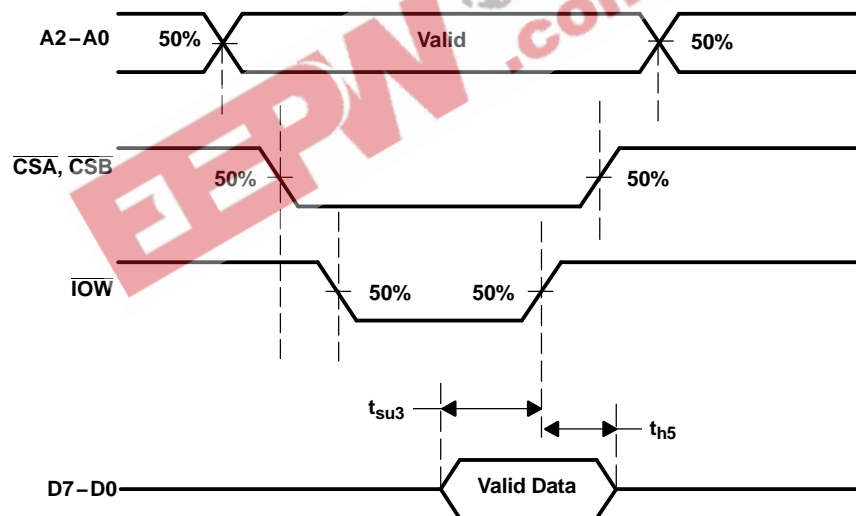 A2–A0 50% Valid 50%
EEPW.com
CSA, CSB 50% 50%
IOW 50% 50%
tsu3
th5
D7–D0 Valid Data